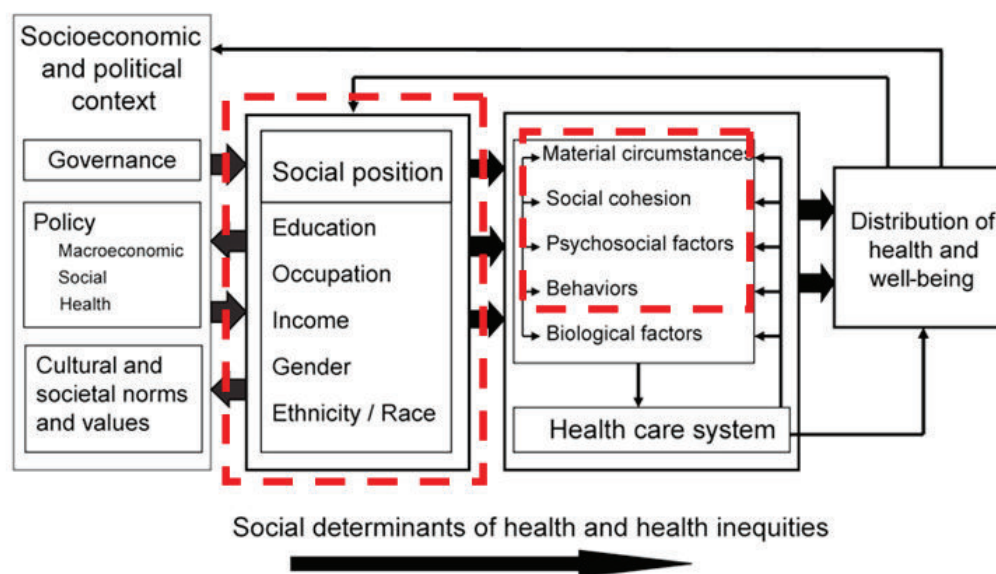 Socioeconomic
and political
context
Governance
Policy
Macroeconomic
Social
Health
Cultural and
societal norms
and values
Social position
Education
Occupation
Income
Gender
Ethnicity / Race
Material circumstances
Social cohesion
Psychosocial factors
Behaviors
Biological factors
Health care system
Distribution of
health and
well-being
Social determinants of health and health inequities